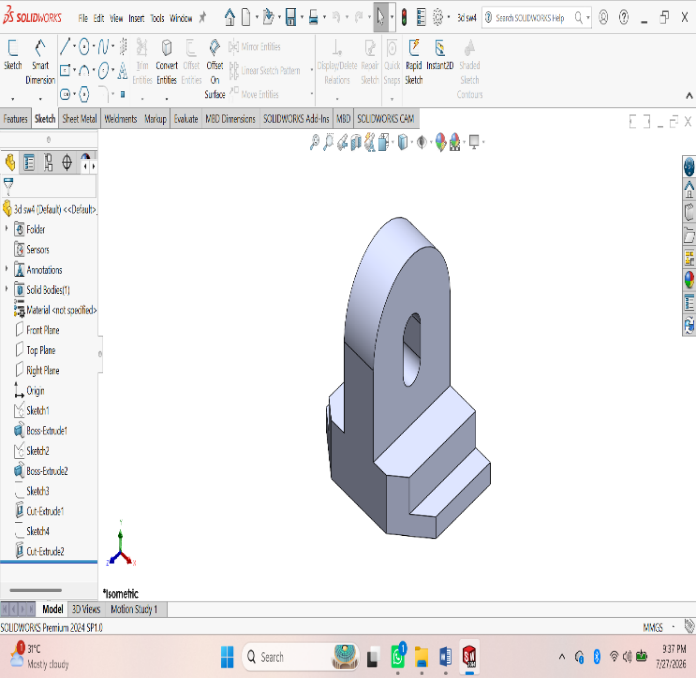 SOLIDWORKS File Edit View Insert Tools Window 3d sw4 Search SOLIDWORKS Help
Sketch Smart Dimension Trim Entities Convert Entities Offset Entities Offset On Surface Mirror Entities Linear Sketch Pattern Move Entities Display/Delete Relations Repair Sketch Quick Snaps Rapid Sketch Instant2D Shaded Sketch Contours
Features Sketch Sheet Metal Weldments Markup Evaluate MBD Dimensions SOLIDWORKS Add-Ins MBD SOLIDWORKS CAM
3d sw4 (Default) <<Default>
Folder
Sensors
Annotations
Solid Bodies(1)
Material <not specified>
Front Plane
Top Plane
Right Plane
Origin
Sketch1
Boss-Extrude1
Sketch2
Boss-Extrude2
Sketch3
Cut-Extrude1
Sketch4
Cut-Extrude2
*Isometric
Model 3D Views Motion Study 1
SOLIDWORKS Premium 2024 SP1.0 MMGS
1 31°C
Mostly cloudy
Search
1
9:37 PM
7/27/2026